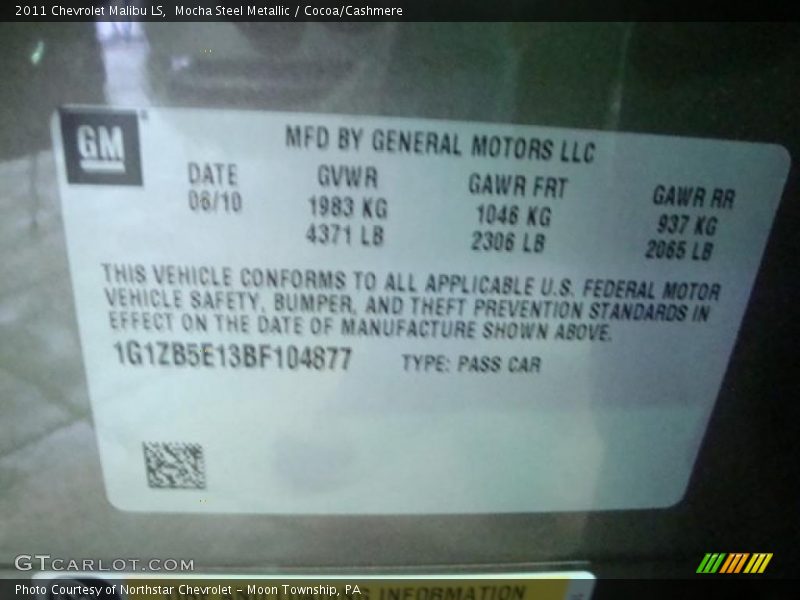 2011 Chevrolet Malibu LS, Mocha Steel Metallic / Cocoa/Cashmere
GM
MFD BY GENERAL MOTORS LLC
DATE GVWR GAWR FRT GAWR RR
06/10 1983 KG 1046 KG 937 KG
4371 LB 2306 LB 2065 LB
THIS VEHICLE CONFORMS TO ALL APPLICABLE U.S. FEDERAL MOTOR
VEHICLE SAFETY, BUMPER, AND THEFT PREVENTION STANDARDS IN
EFFECT ON THE DATE OF MANUFACTURE SHOWN ABOVE.
1G1ZB5E13BF104877 TYPE: PASS CAR
GTCARLOT.COM
INFORMATION
Photo Courtesy of Northstar Chevrolet - Moon Township, PA